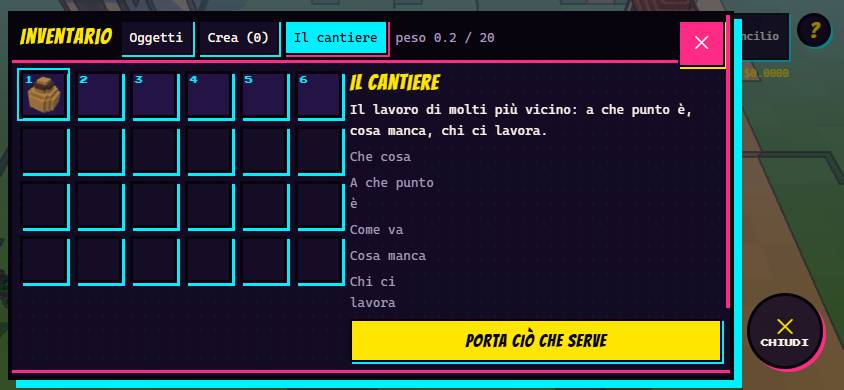 INVENTARIO
Oggetti
Crea (0)
Il cantiere
peso 0.2 / 20
ncilio
?
$0.0000
1
2
3
4
5
6
IL CANTIERE
Il lavoro di molti più vicino: a che punto è,
cosa manca, chi ci lavora.
Che cosa
A che punto
è
Come va
Cosa manca
Chi ci
lavora
PORTA CIÒ CHE SERVE
CHIUDI